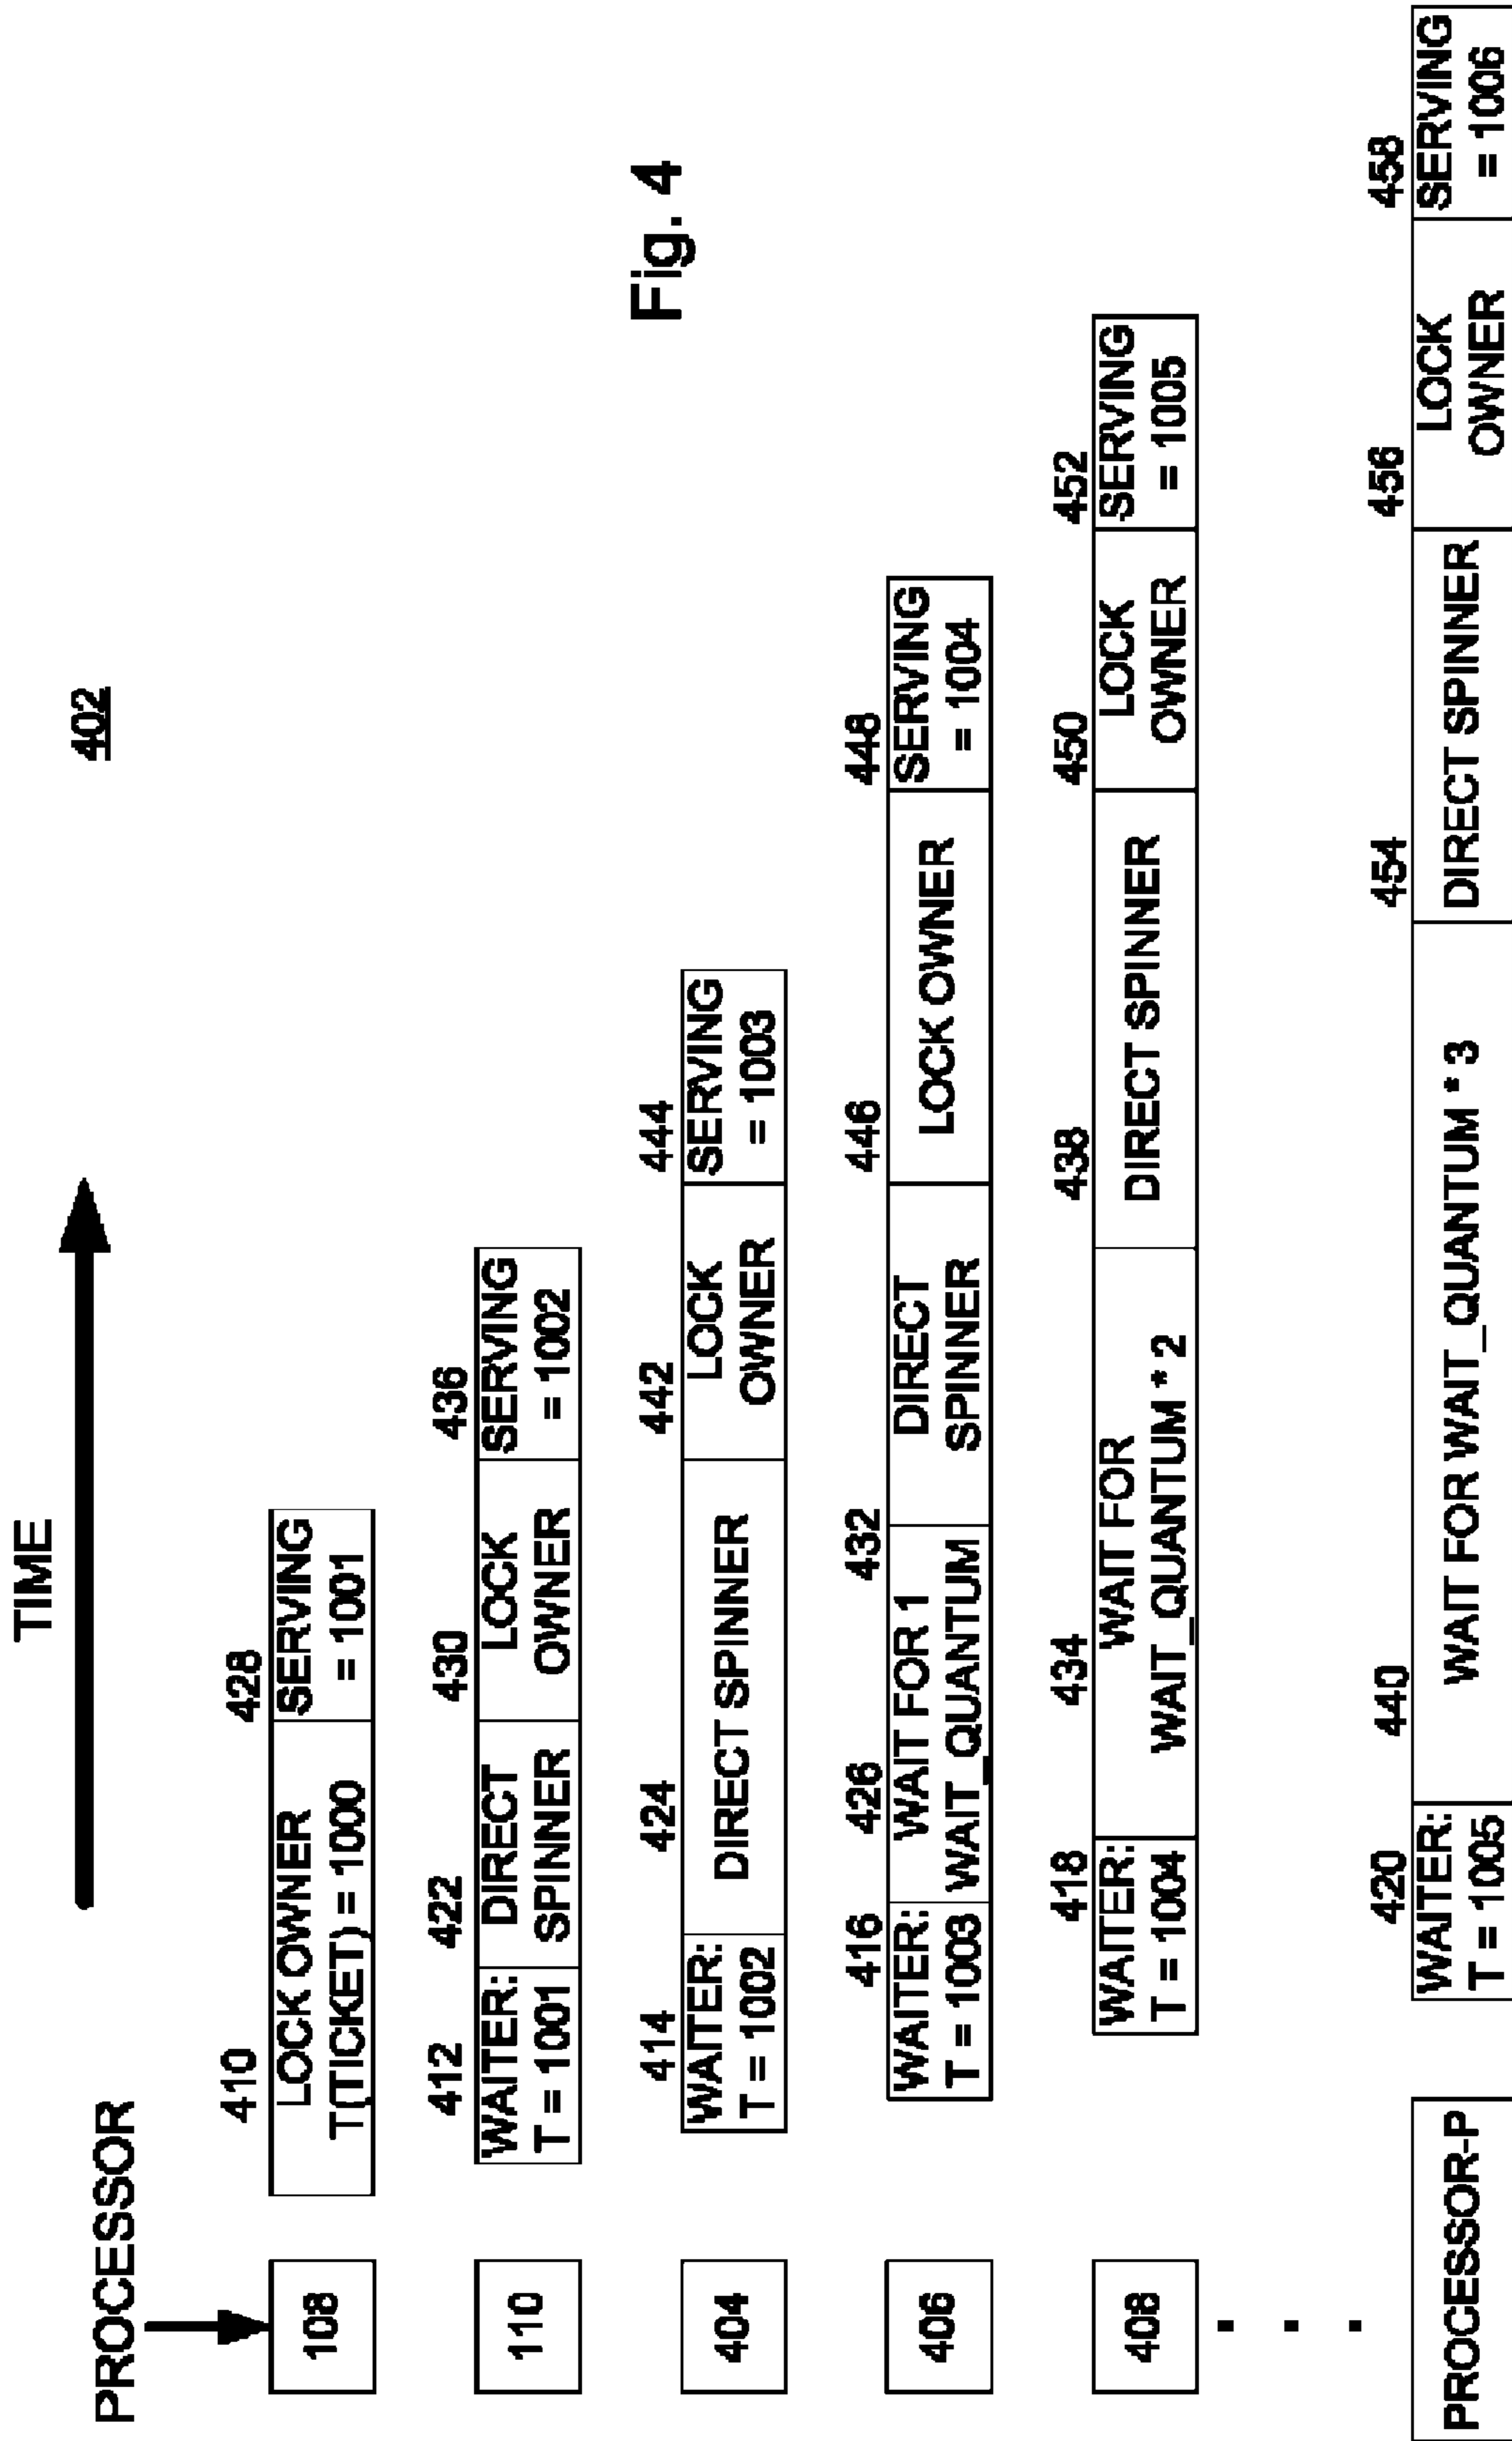 402
TIME
PROCESSOR
Fig. 4
108
410
LOCK OWNER
T(TICKET) = 1000
428
SERVING
= 1001
110
412
WAITER:
T = 1001
422
DIRECT
SPINNER
430
LOCK
OWNER
436
SERVING
= 1002
404
414
WAITER:
T = 1002
424
DIRECT SPINNER
442
LOCK
OWNER
444
SERVING
= 1003
406
416
WAITER:
T = 1003
426
WAIT FOR 1
WAIT_QUANTUM
432
DIRECT
SPINNER
446
LOCK OWNER
448
SERVING
= 1004
408
418
WAITER:
T = 1004
434
WAIT FOR
WAIT_QUANTUM * 2
438
DIRECT SPINNER
450
LOCK
OWNER
452
SERVING
= 1005
PROCESSOR-P
420
WAITER:
T = 1005
440
WAIT FOR WAIT_QUANTUM * 3
454
DIRECT SPINNER
456
LOCK
OWNER
458
SERVING
= 1006